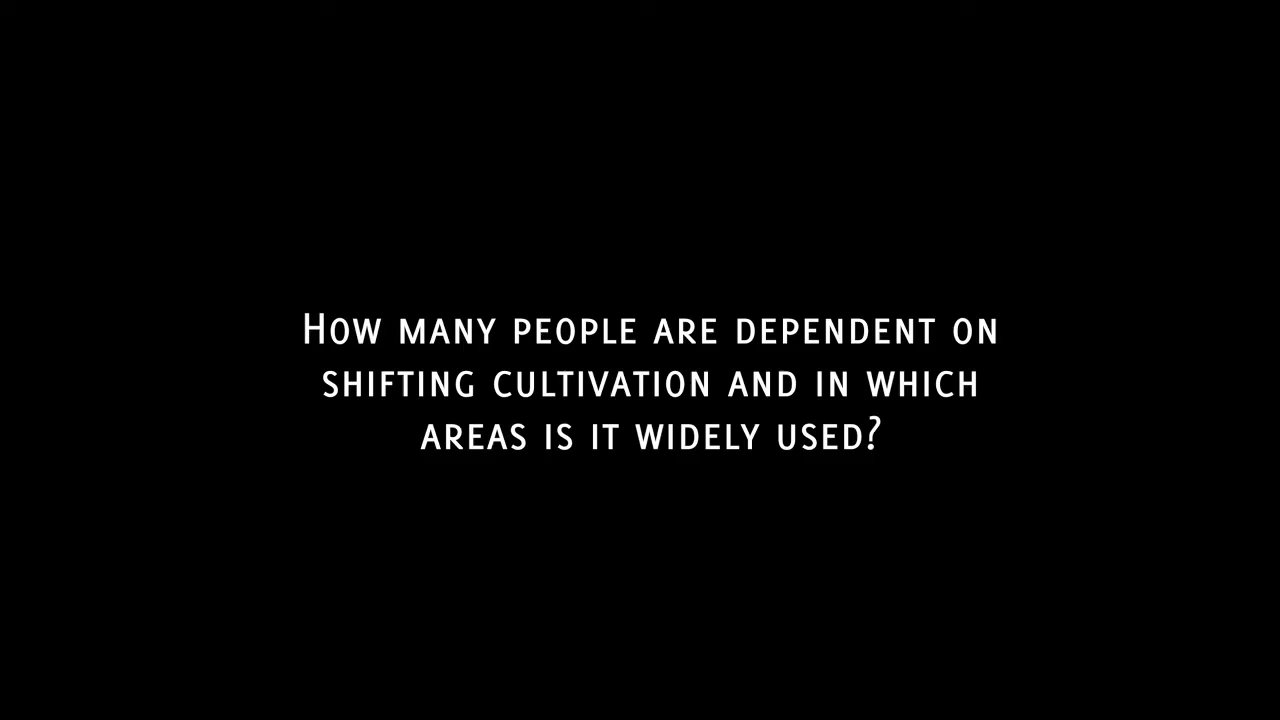 How many people are dependent on
shifting cultivation and in which
areas is it widely used?